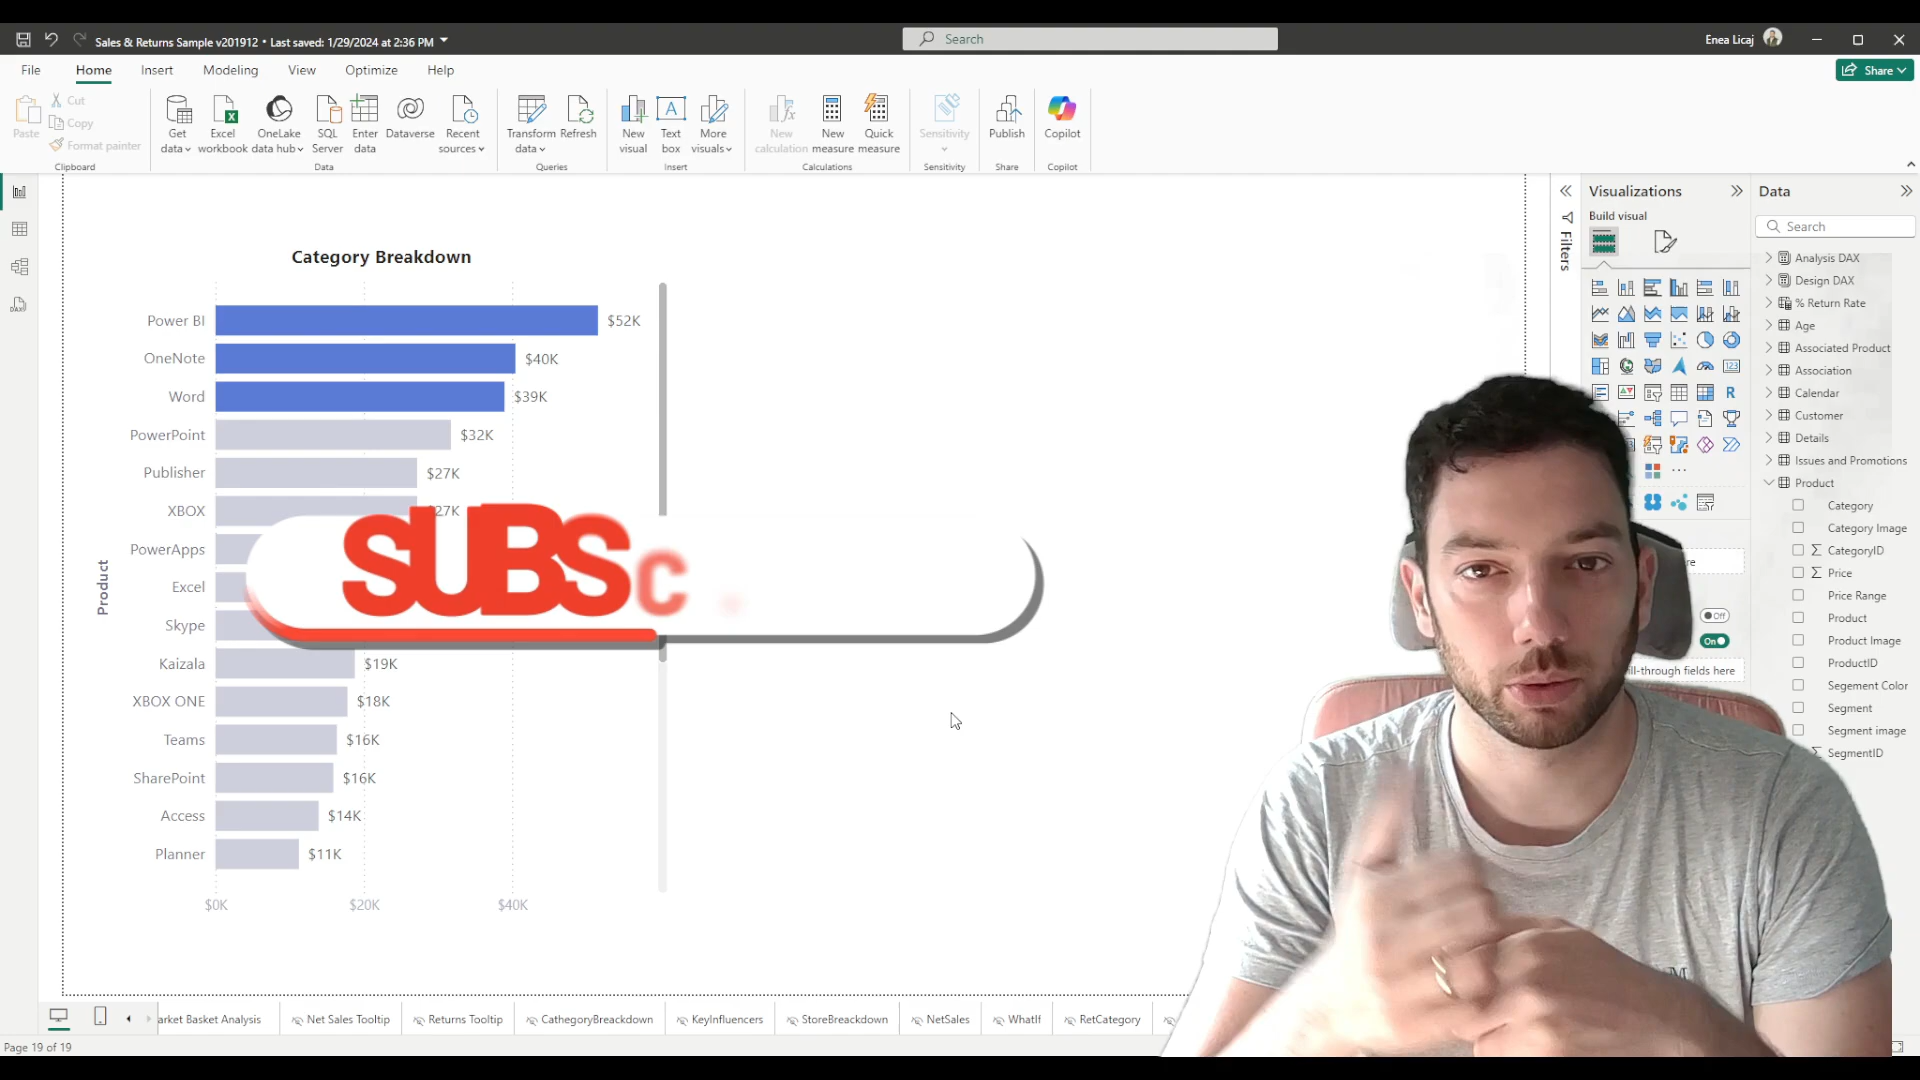 Sales & Returns Sample v201912 • Last saved: 1/29/2024 at 2:36 PM
Search
Enea Licaj
File Home Insert Modeling View Optimize Help
Share
Paste
Cut
Copy
Format painter
Clipboard
Get data
Excel workbook
OneLake data hub
SQL Server
Enter data
Dataverse
Recent sources
Data
Transform data
Refresh
Queries
New visual
Text box
More visuals
Insert
New calculation
New measure
Quick measure
Calculations
Sensitivity
Sensitivity
Publish
Share
Copilot
Copilot
Category Breakdown
Product
Power BI $52K
OneNote $40K
Word $39K
PowerPoint $32K
Publisher $27K
XBOX 27K
PowerApps
Excel
Skype
Kaizala $19K
XBOX ONE $18K
Teams $16K
SharePoint $16K
Access $14K
Planner $11K
$0K $20K $40K
SUBSC
Filters
Visualizations
Build visual
123
R
re
Off
On
ill-through fields here
Data
Search
Analysis DAX
Design DAX
% Return Rate
Age
Associated Product
Association
Calendar
Customer
Details
Issues and Promotions
Product
Category
Category Image
CategoryID
Price
Price Range
Product
Product Image
ProductID
Segement Color
Segment
Segment image
SegmentID
arket Basket Analysis
Net Sales Tooltip
Returns Tooltip
CathegoryBreackdown
KeyInfluencers
StoreBreakdown
NetSales
WhatIf
RetCategory
Page 19 of 19